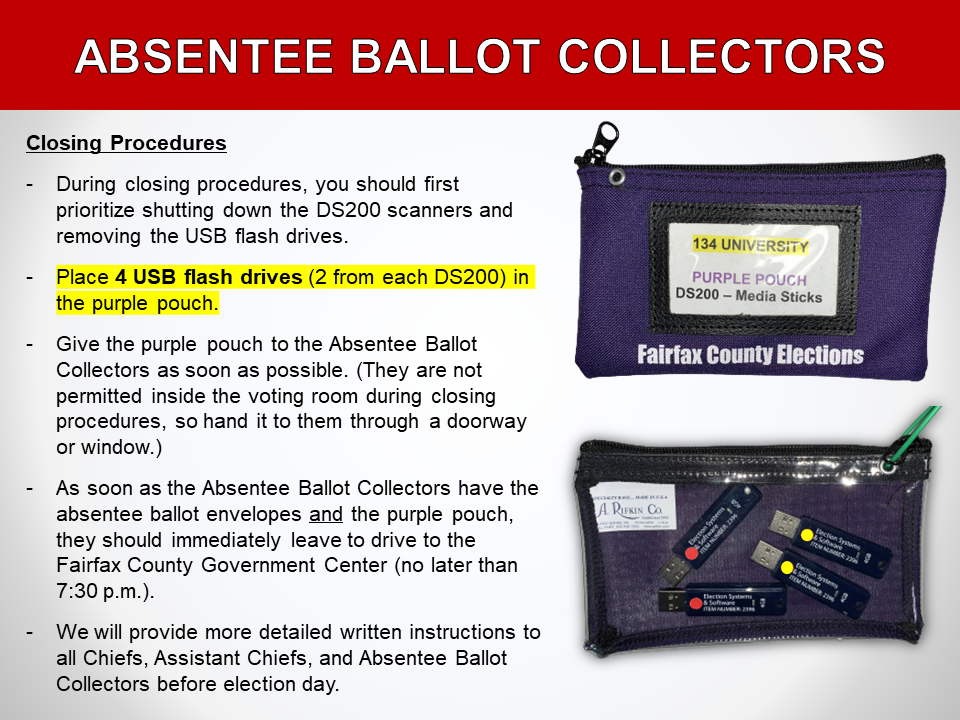 ABSENTEE BALLOT COLLECTORS
Closing Procedures
- During closing procedures, you should first
prioritize shutting down the DS200 scanners and
removing the USB flash drives.
- Place 4 USB flash drives (2 from each DS200) in
the purple pouch.
- Give the purple pouch to the Absentee Ballot
Collectors as soon as possible. (They are not
permitted inside the voting room during closing
procedures, so hand it to them through a doorway
or window.)
- As soon as the Absentee Ballot Collectors have the
absentee ballot envelopes and the purple pouch,
they should immediately leave to drive to the
Fairfax County Government Center (no later than
7:30 p.m.).
- We will provide more detailed written instructions to
all Chiefs, Assistant Chiefs, and Absentee Ballot
Collectors before election day.
134 UNIVERSITY
PURPLE POUCH
DS200 – Media Sticks
Fairfax County Elections
MADE IN U.S.A.
A. RIFKIN CO.
Election Systems
& Software
ITEM NUMBER: 2396
4GB
Election Systems
& Software
ITEM NUMBER: 2396
4GB
Election Systems
& Software
ITEM NUMBER: 2396
4GB
Election Systems
& Software
ITEM NUMBER: 2396
4GB